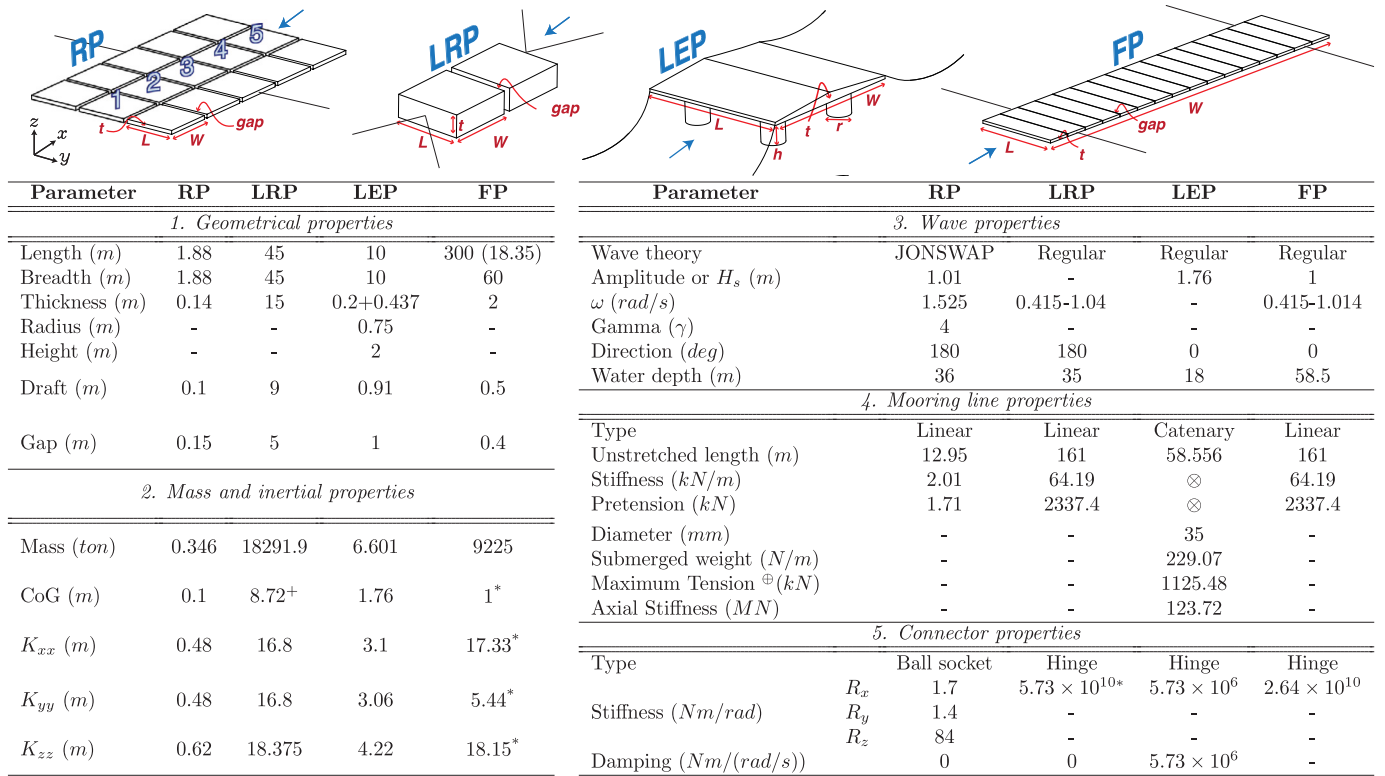 RP
1
2
3
4
5
t
L
W
gap
z
x
y
LRP
gap
t
L
W
LEP
L
W
t
r
h
FP
W
gap
L
t
Parameter RP LRP LEP FP
1. Geometrical properties
Length (m) 1.88 45 10 300 (18.35)
Breadth (m) 1.88 45 10 60
Thickness (m) 0.14 15 0.2+0.437 2
Radius (m) - - 0.75 -
Height (m) - - 2 -
Draft (m) 0.1 9 0.91 0.5
Gap (m) 0.15 5 1 0.4
2. Mass and inertial properties
Mass (ton) 0.346 18291.9 6.601 9225
CoG (m) 0.1 8.72⁺ 1.76 1*
Kxx (m) 0.48 16.8 3.1 17.33*
Kyy (m) 0.48 16.8 3.06 5.44*
Kzz (m) 0.62 18.375 4.22 18.15*
Parameter RP LRP LEP FP
3. Wave properties
Wave theory JONSWAP Regular Regular Regular
Amplitude or Hs (m) 1.01 - 1.76 1
ω (rad/s) 1.525 0.415-1.04 - 0.415-1.014
Gamma (γ) 4 - - -
Direction (deg) 180 180 0 0
Water depth (m) 36 35 18 58.5
4. Mooring line properties
Type Linear Linear Catenary Linear
Unstretched length (m) 12.95 161 58.556 161
Stiffness (kN/m) 2.01 64.19 ⊗ 64.19
Pretension (kN) 1.71 2337.4 ⊗ 2337.4
Diameter (mm) - - 35 -
Submerged weight (N/m) - - 229.07 -
Maximum Tension ⊕(kN) - - 1125.48 -
Axial Stiffness (MN) - - 123.72 -
5. Connector properties
Type Ball socket Hinge Hinge Hinge
Rx 1.7 5.73 × 10¹⁰* 5.73 × 10⁶ 2.64 × 10¹⁰
Stiffness (Nm/rad) Ry 1.4 - - -
Rz 84 - - -
Damping (Nm/(rad/s)) 0 0 5.73 × 10⁶ -